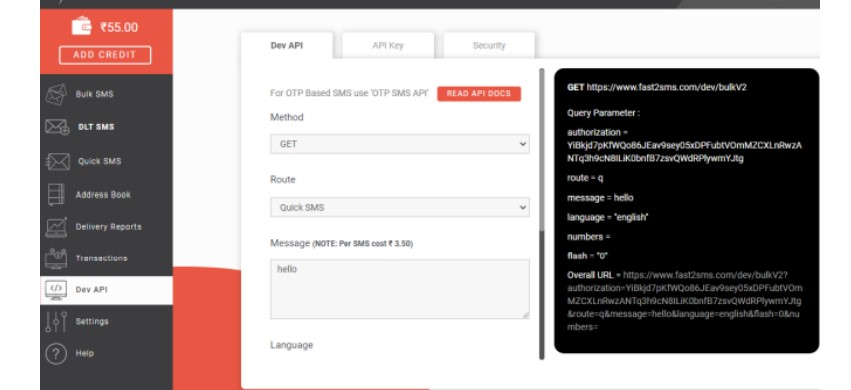 ₹55.00
ADD CREDIT
Bulk SMS
DLT SMS
Quick SMS
Address Book
Delivery Reports
Transactions
Dev API
Settings
Help
Dev API
API Key
Security
For OTP Based SMS use 'OTP SMS API'
READ API DOCS
Method
GET
Route
Quick SMS
Message (NOTE: Per SMS cost ₹ 3.50)
hello
Language
GET https://www.fast2sms.com/dev/bulkV2
Query Parameter :
authorization =
route = q
message = hello
language = "english"
numbers =
flash = "0"
Overall URL = https://www.fast2sms.com/dev/bulkV2?
&route=q&message=hello&language=english&flash=0&nu
mbers=